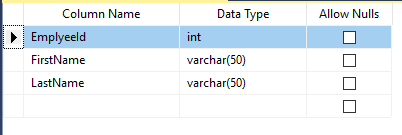 Column Name Data Type Allow Nulls
EmplyeeId int
FirstName varchar(50)
LastName varchar(50)